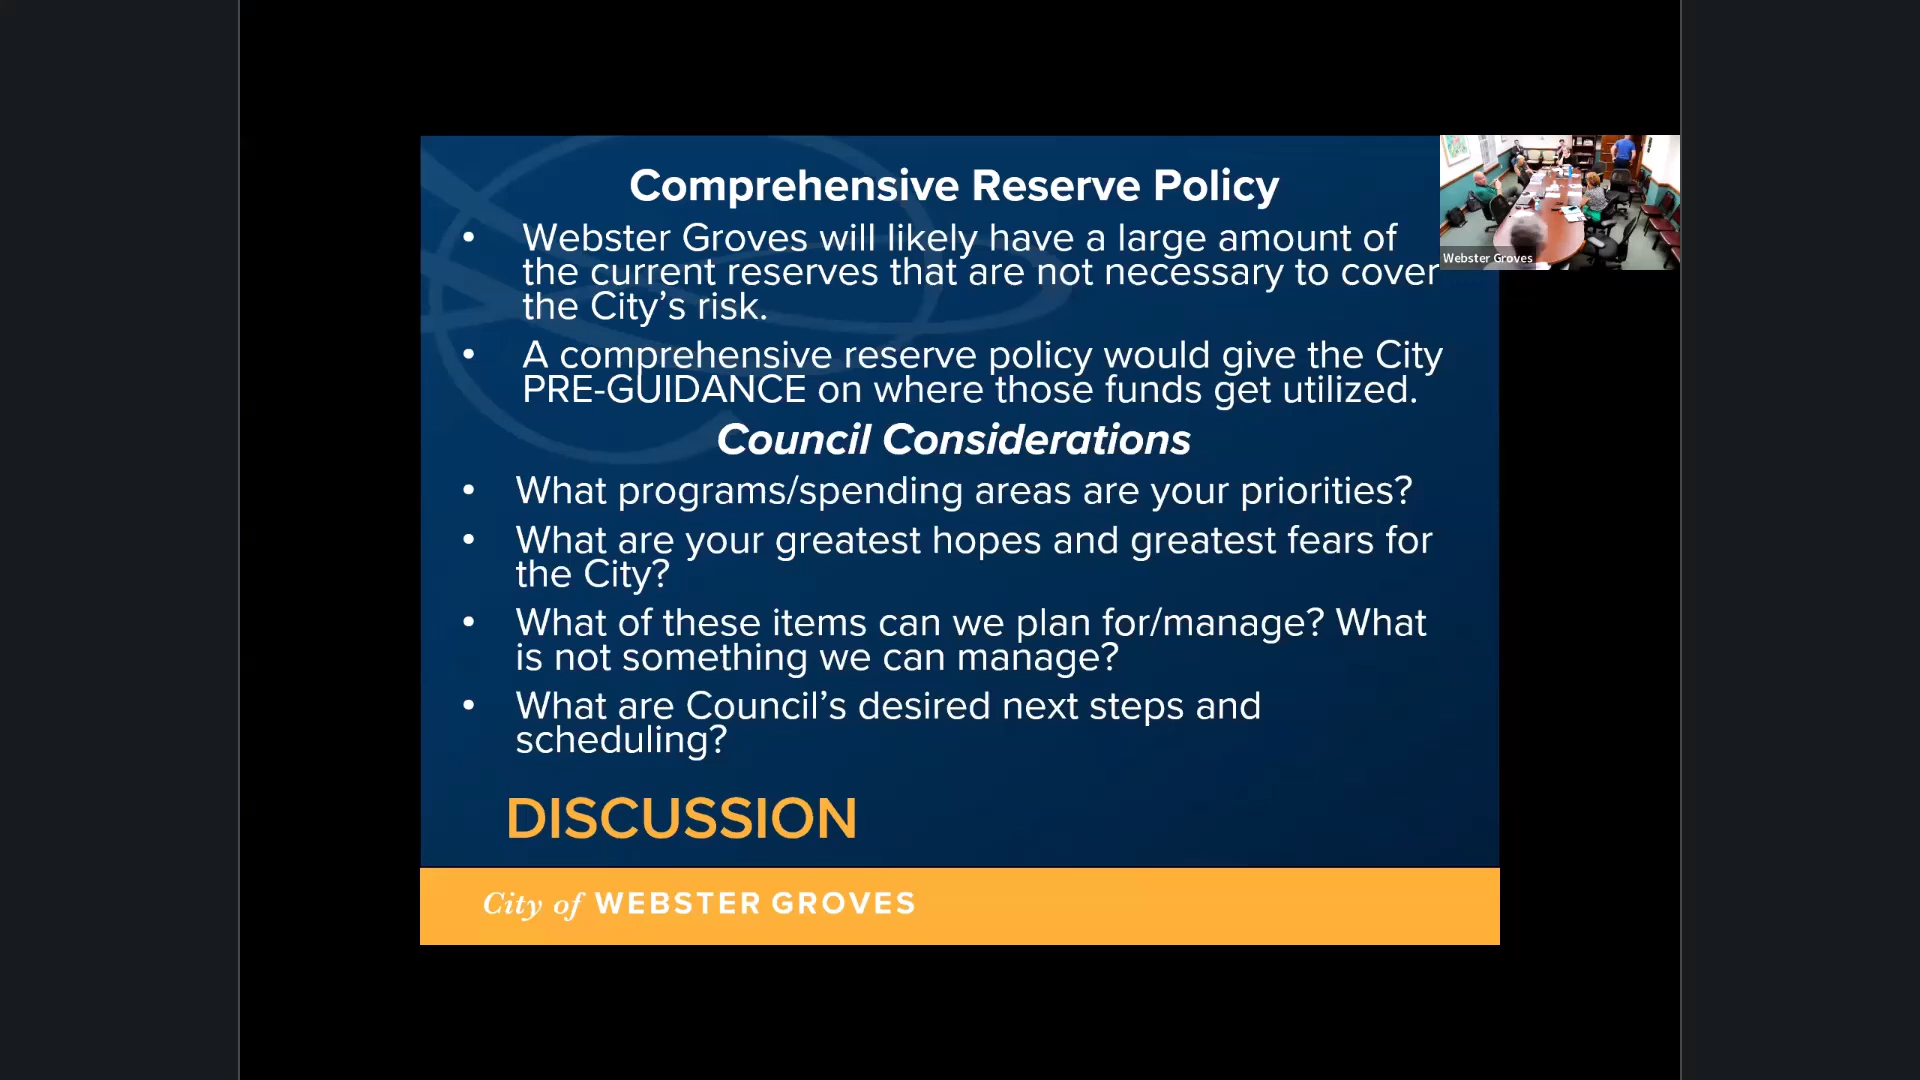 Comprehensive Reserve Policy
• Webster Groves will likely have a large amount of
the current reserves that are not necessary to cover
the City’s risk.
• A comprehensive reserve policy would give the City
PRE-GUIDANCE on where those funds get utilized.
Council Considerations
• What programs/spending areas are your priorities?
• What are your greatest hopes and greatest fears for
the City?
• What of these items can we plan for/manage? What
is not something we can manage?
• What are Council’s desired next steps and
scheduling?
DISCUSSION
City of WEBSTER GROVES
Webster Groves